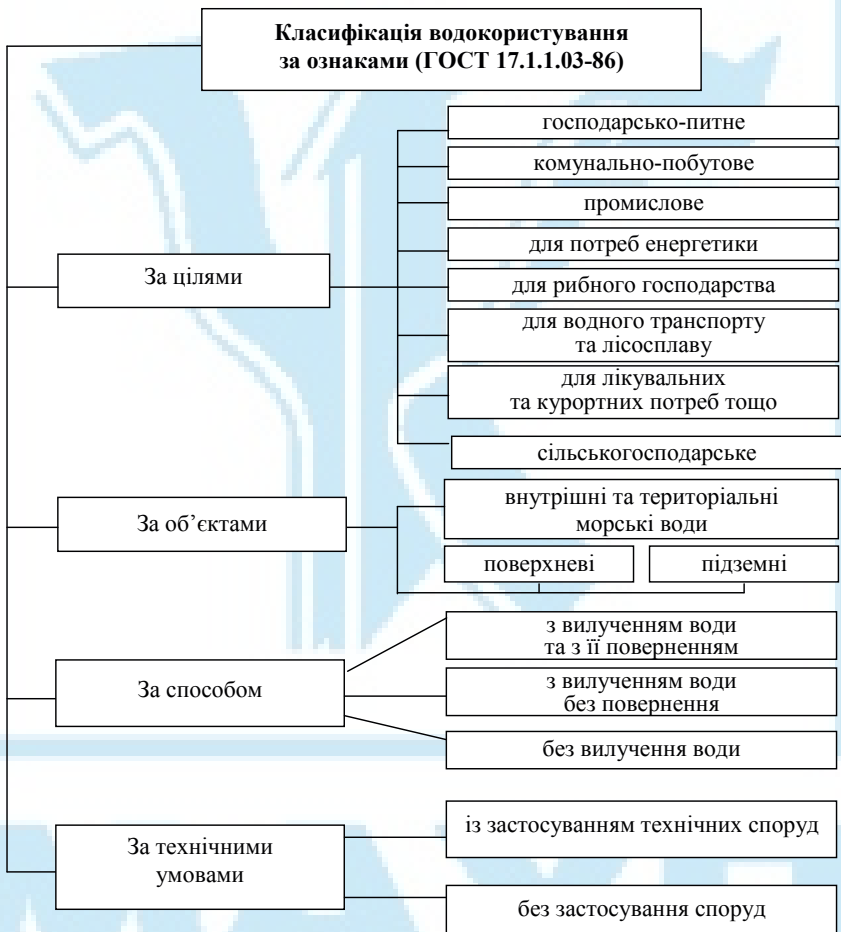 Класифікація водокористування
за ознаками (ГОСТ 17.1.1.03-86)
За цілями
господарсько-питне
комунально-побутове
промислове
для потреб енергетики
для рибного господарства
для водного транспорту
та лісосплаву
для лікувальних
та курортних потреб тощо
сільськогосподарське
За об’єктами
внутрішні та територіальні
морські води
поверхневі
підземні
За способом
з вилученням води
та з її поверненням
з вилученням води
без повернення
без вилучення води
За технічними
умовами
із застосуванням технічних споруд
без застосування споруд